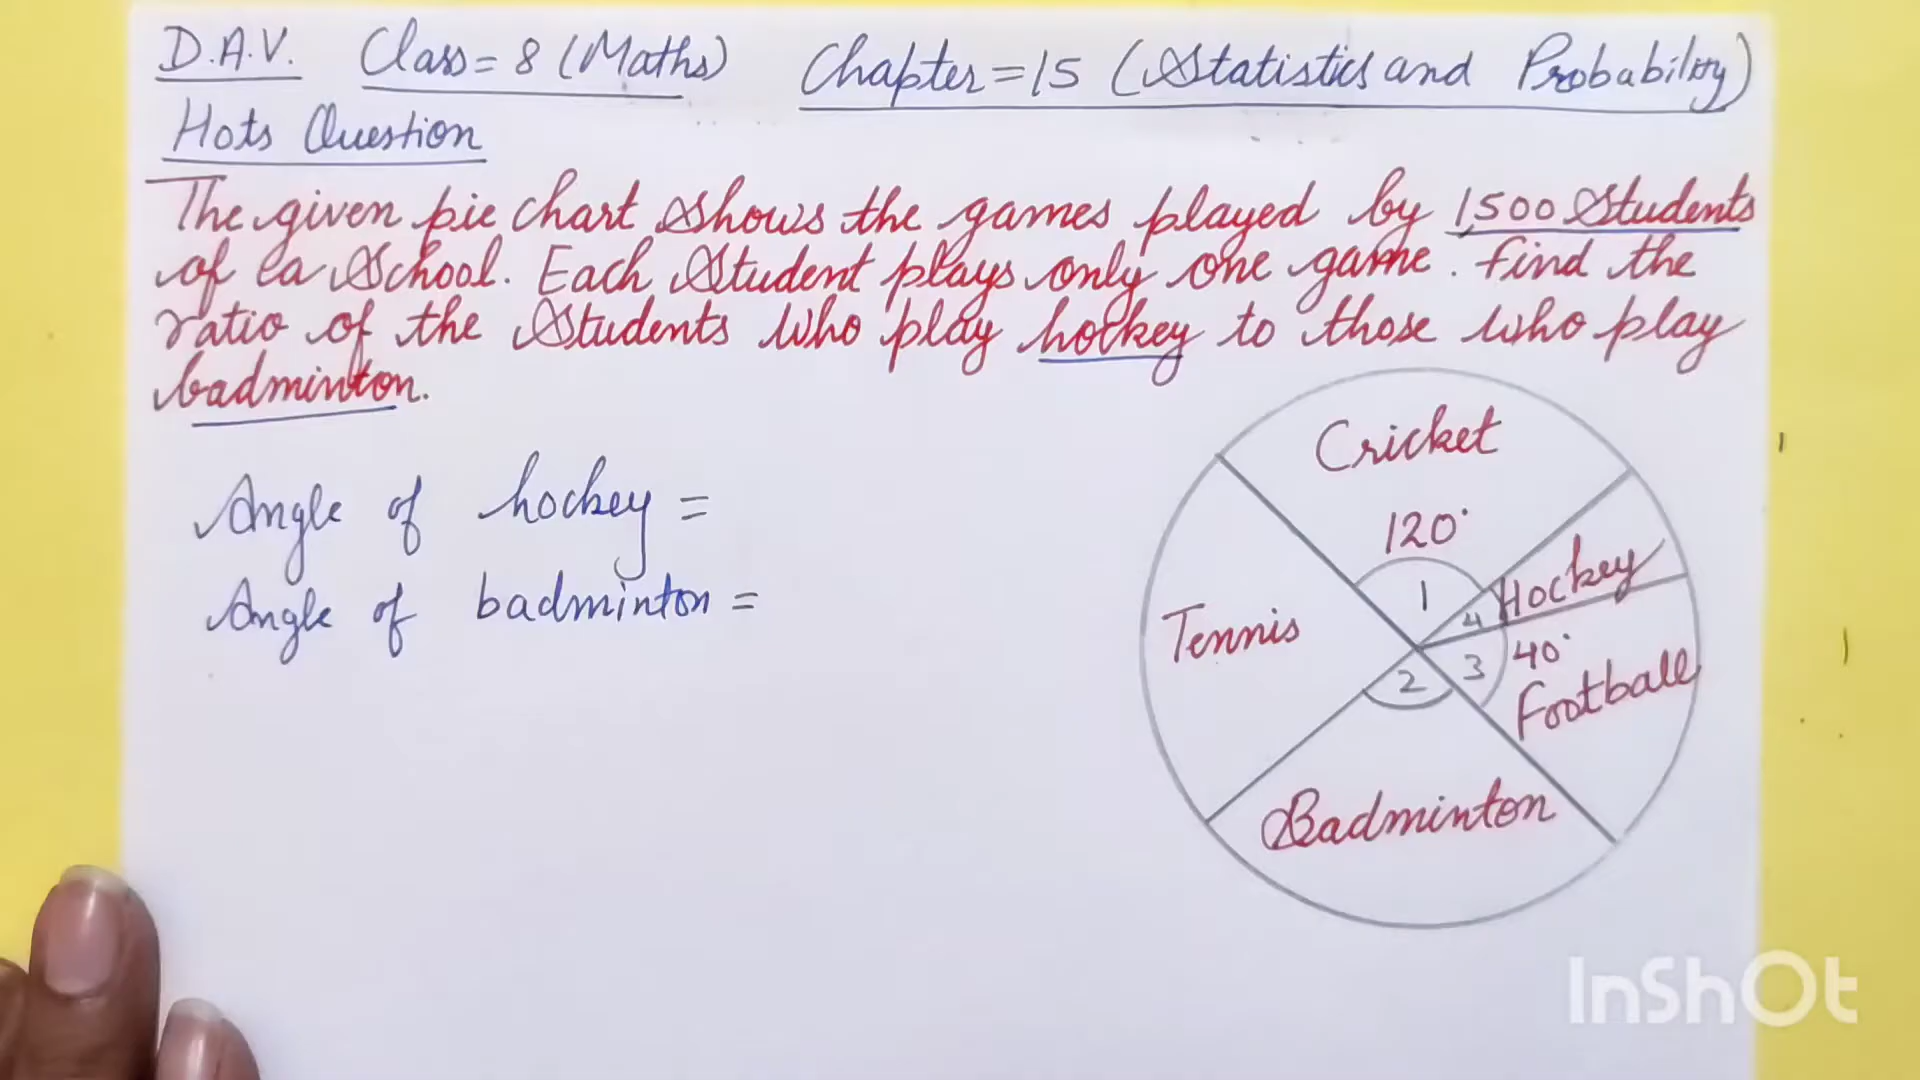 D.A.V. Class=8 (Maths) Chapter=15 (Statistics and Probability)
Hots Question
The given pie chart shows the games played by 1,500 Students
of a School. Each Student plays only one game. Find the
ratio of the Students who play hockey to those who play
badminton.
Angle of hockey =
Angle of badminton =
Cricket
120°
1
Hockey
4
Tennis
40°
3
2
Football
Badminton
InShOt